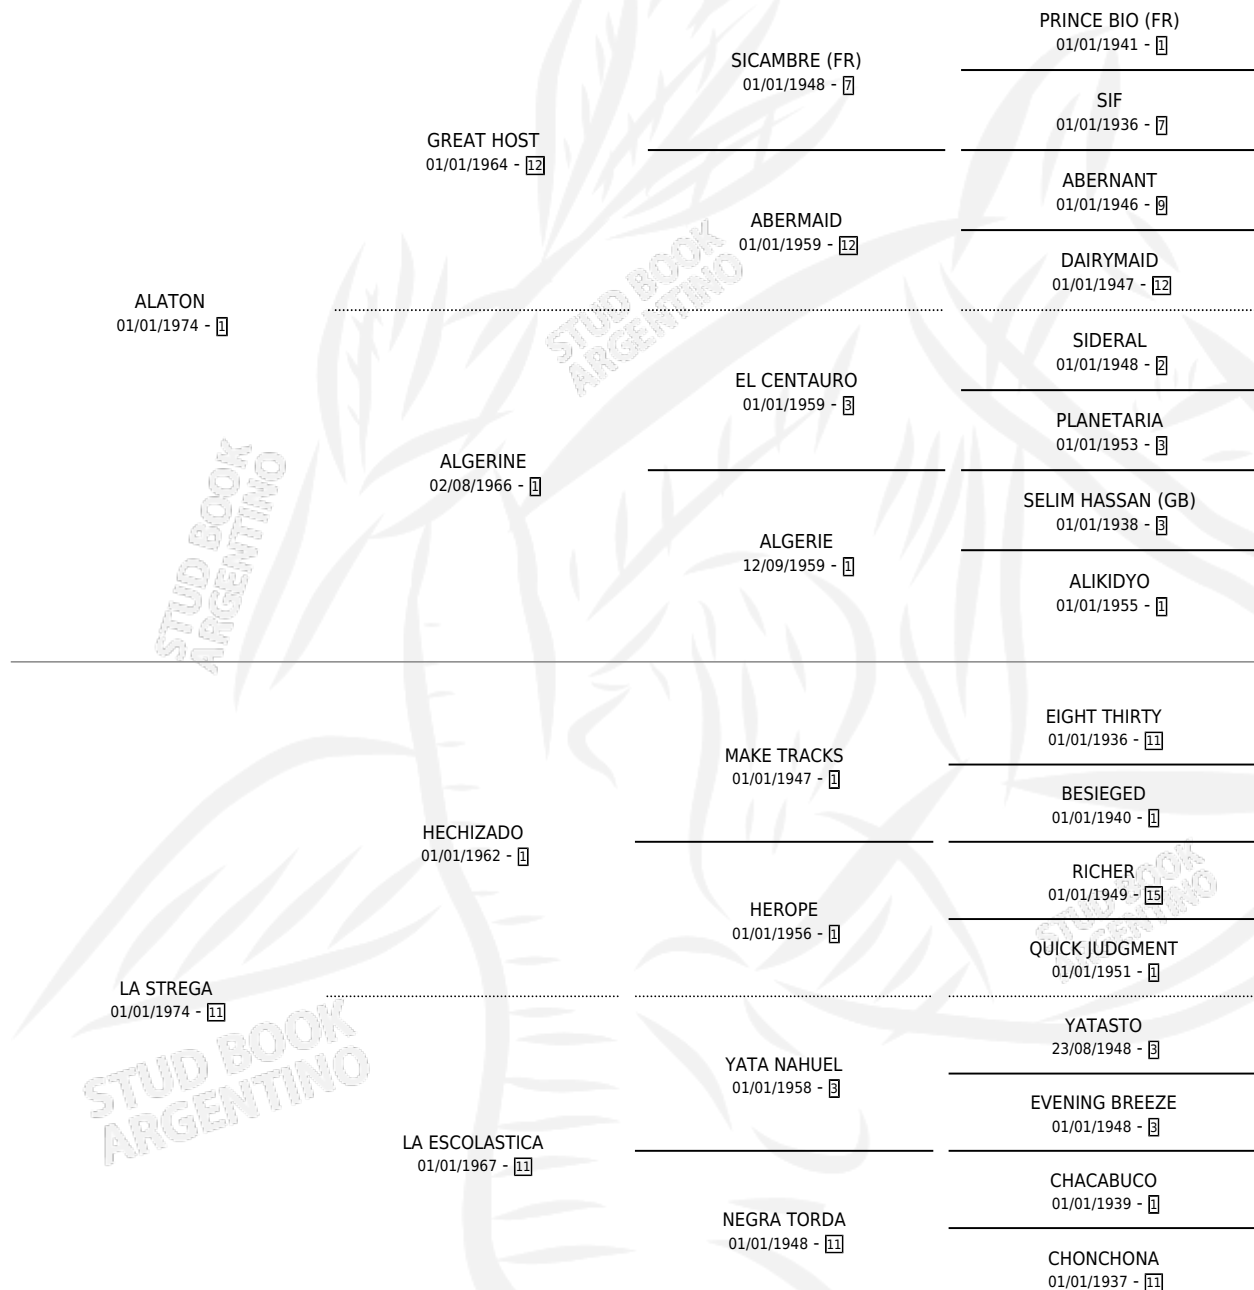 PRINCE BIO (FR)
01/01/1941 - 1
SICAMBRE (FR)
01/01/1948 - 7
SIF
01/01/1936 - 7
GREAT HOST
01/01/1964 - 12
ABERNANT
01/01/1946 - 9
ABERMAID
01/01/1959 - 12
DAIRYMAID
01/01/1947 - 12
ALATON
01/01/1974 - 1
SIDERAL
01/01/1948 - 2
EL CENTAURO
01/01/1959 - 3
PLANETARIA
01/01/1953 - 3
ALGERINE
02/08/1966 - 1
SELIM HASSAN (GB)
01/01/1938 - 3
ALGERIE
12/09/1959 - 1
ALIKIDYO
01/01/1955 - 1
EIGHT THIRTY
01/01/1936 - 11
MAKE TRACKS
01/01/1947 - 1
BESIEGED
01/01/1940 - 1
HECHIZADO
01/01/1962 - 1
RICHER
01/01/1949 - 15
HEROPE
01/01/1956 - 1
QUICK JUDGMENT
01/01/1951 - 1
LA STREGA
01/01/1974 - 11
YATASTO
23/08/1948 - 3
YATA NAHUEL
01/01/1958 - 3
EVENING BREEZE
01/01/1948 - 3
LA ESCOLASTICA
01/01/1967 - 11
CHACABUCO
01/01/1939 - 1
NEGRA TORDA
01/01/1948 - 11
CHONCHONA
01/01/1937 - 11
STUD BOOK
ARGENTINO
STUD BOOK
ARGENTINO
STUD BOOK
ARGENTINO
STUD BOOK
ARGENTINO